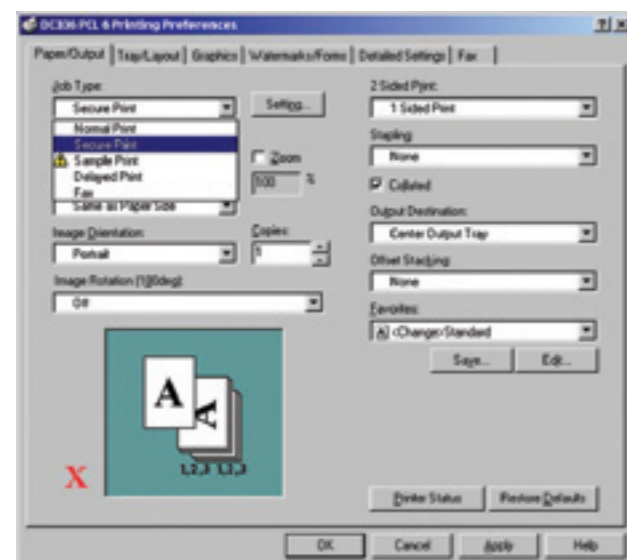 DC336 PCL 6 Printing Preferences
Paper/Output Tray/Layout Graphics Watermarks/Forms Detailed Settings Fax
Job Type:
Secure Print
Setting...
Normal Print
Secure Print
Sample Print
Delayed Print
Fax
Zoom
100 %
Same as Paper Size
Image Orientation:
Portrait
Copies:
1
Image Rotation (180deg):
Off
2 Sided Print:
1 Sided Print
Stapling:
None
Collated
Output Destination:
Center Output Tray
Offset Stacking:
None
Favorites:
<Change>Standard
Save... Edit...
A
A
1,2,3 1,2,3
X
Printer Status Restore Defaults
OK Cancel Apply Help